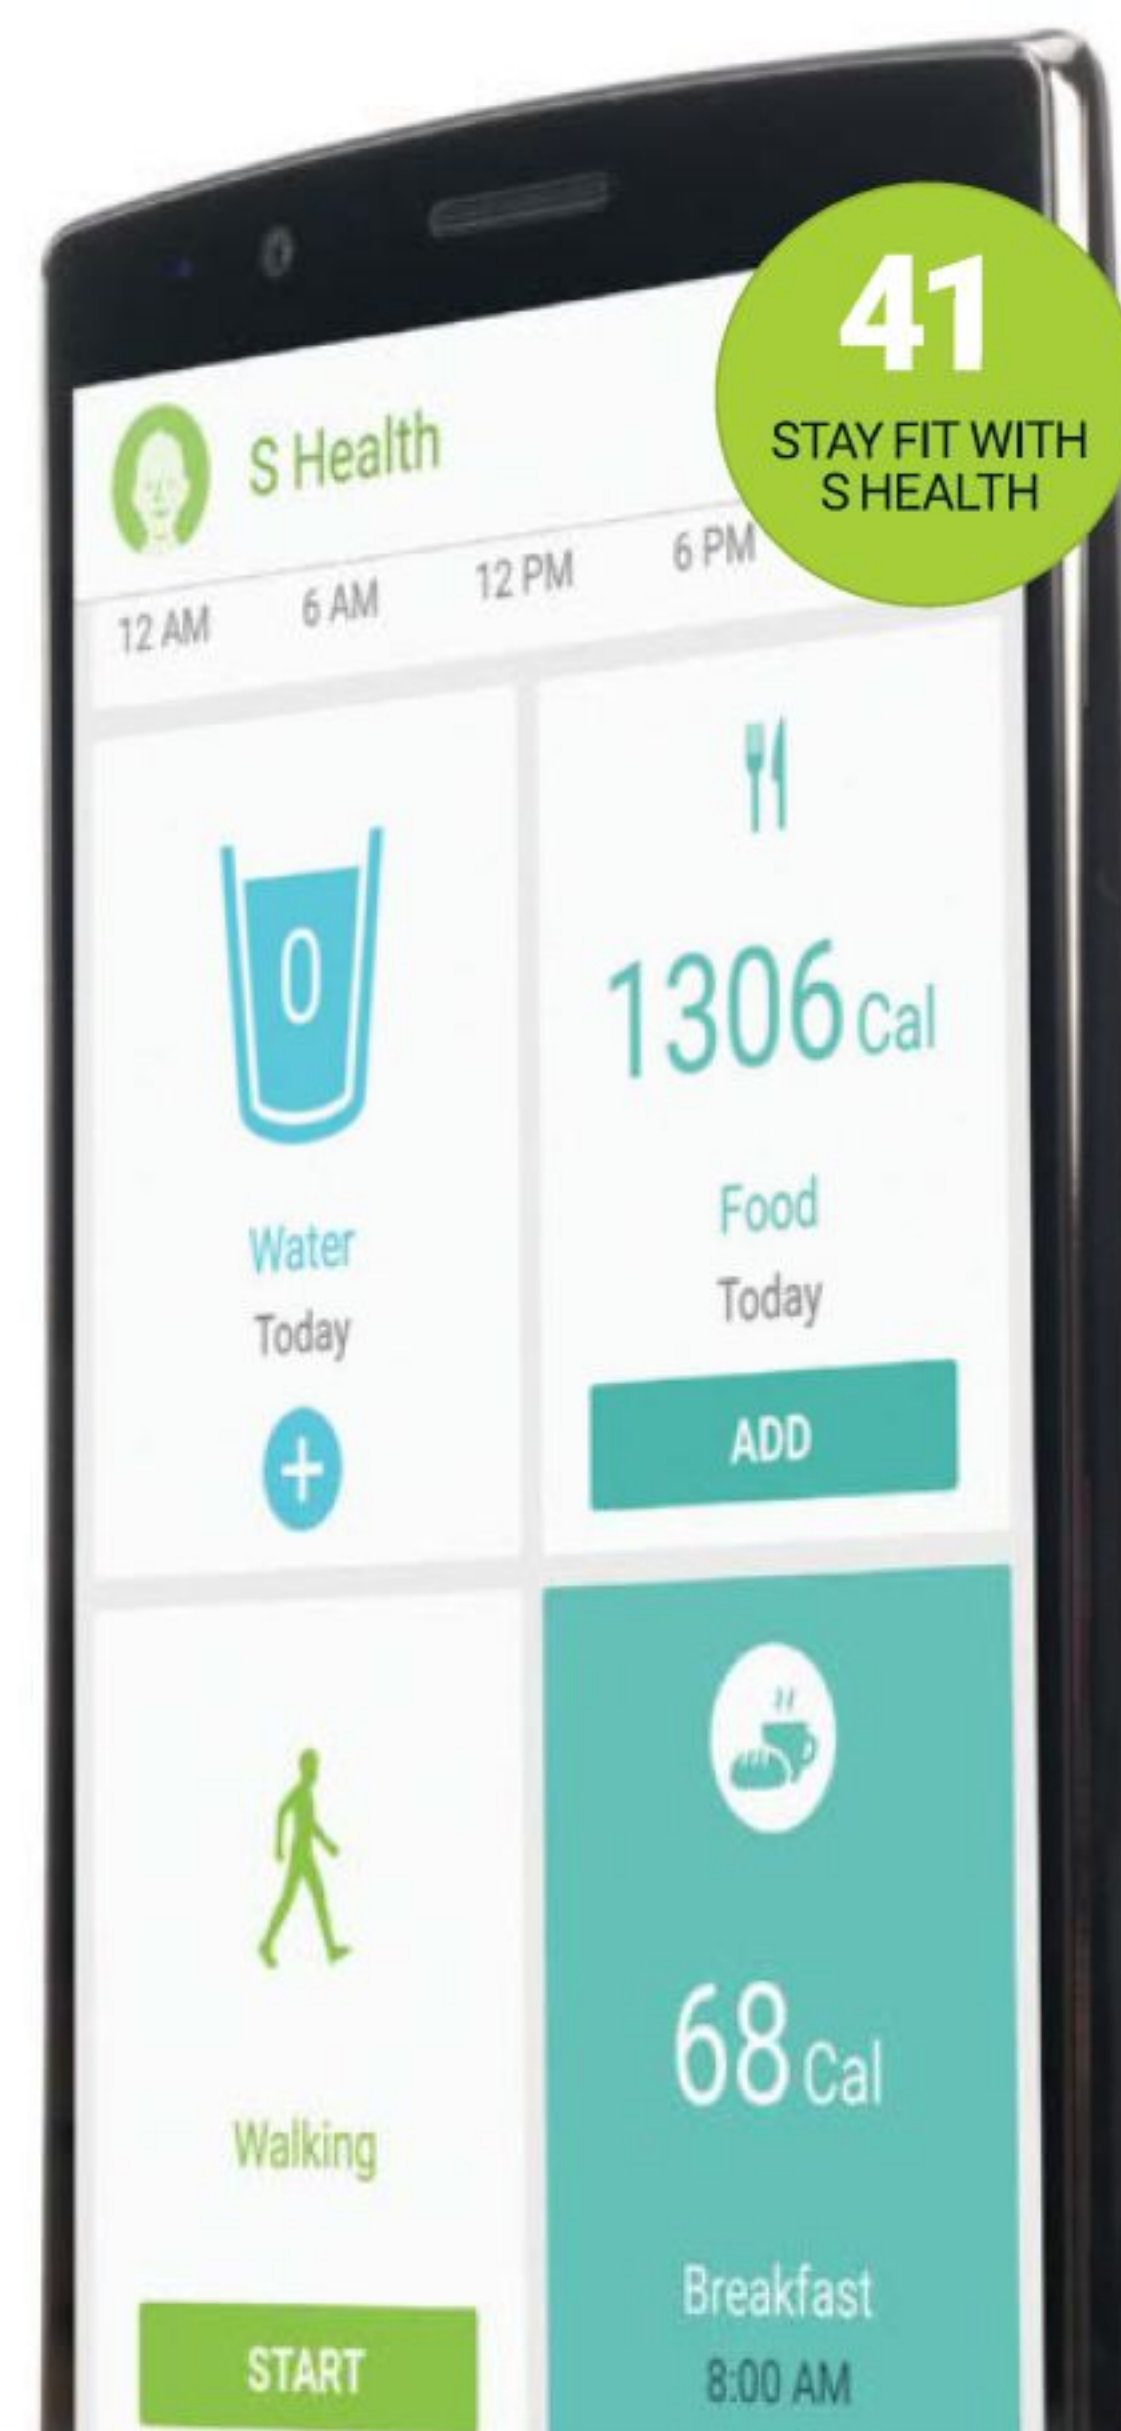 41
STAY FIT WITH
S HEALTH
S Health
12 AM 6 AM 12 PM 6 PM
0
Water
Today
+
1306 Cal
Food
Today
ADD
Walking
START
68 Cal
Breakfast
8:00 AM